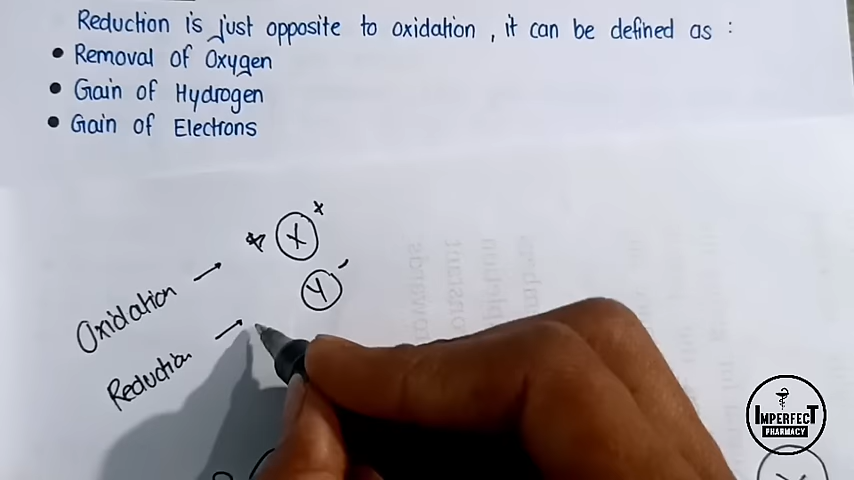 Reduction is just opposite to oxidation, it can be defined as :
• Removal of Oxygen
• Gain of Hydrogen
• Gain of Electrons
Oxidation → X +
Reduction → Y -
IMPERFECT
PHARMACY